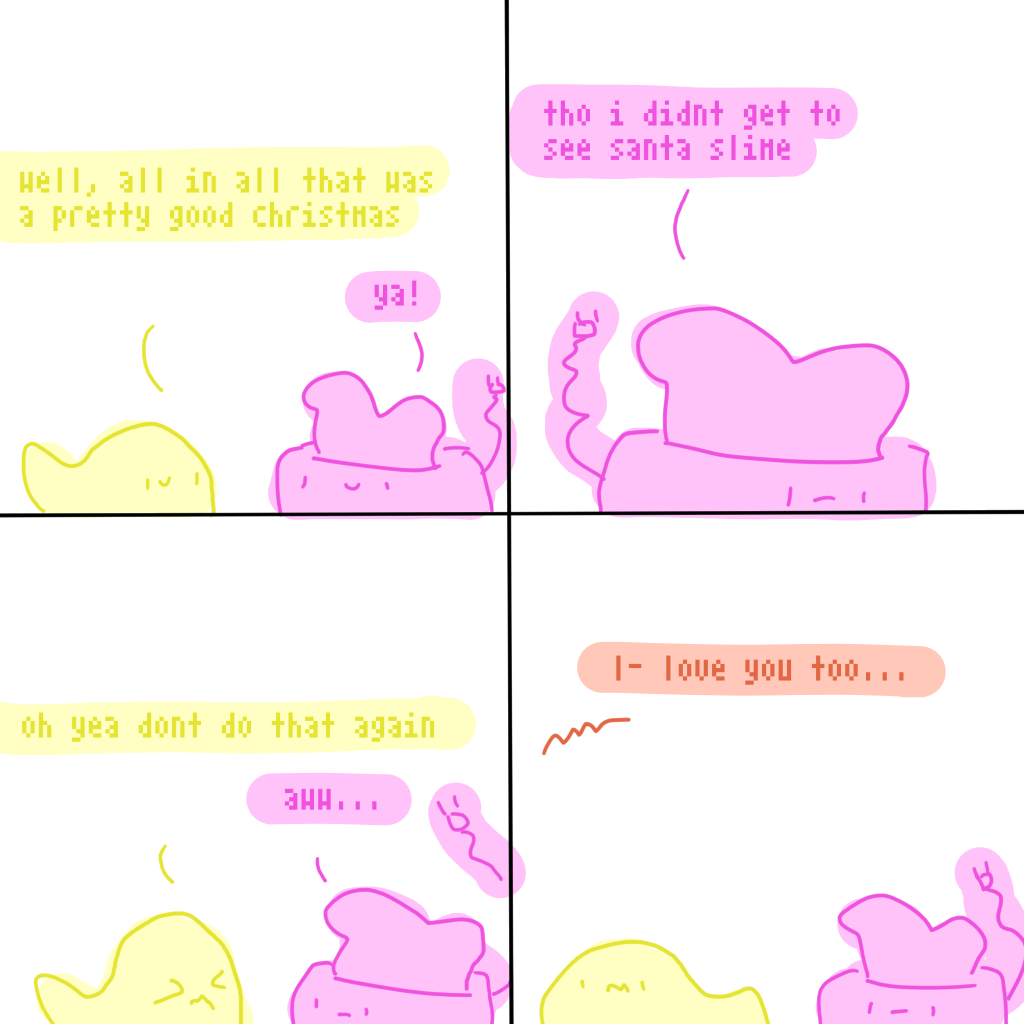 well, all in all that was
a pretty good christmas
ya!
tho i didnt get to
see santa slime
oh yea dont do that again
aww...
I- love you too...